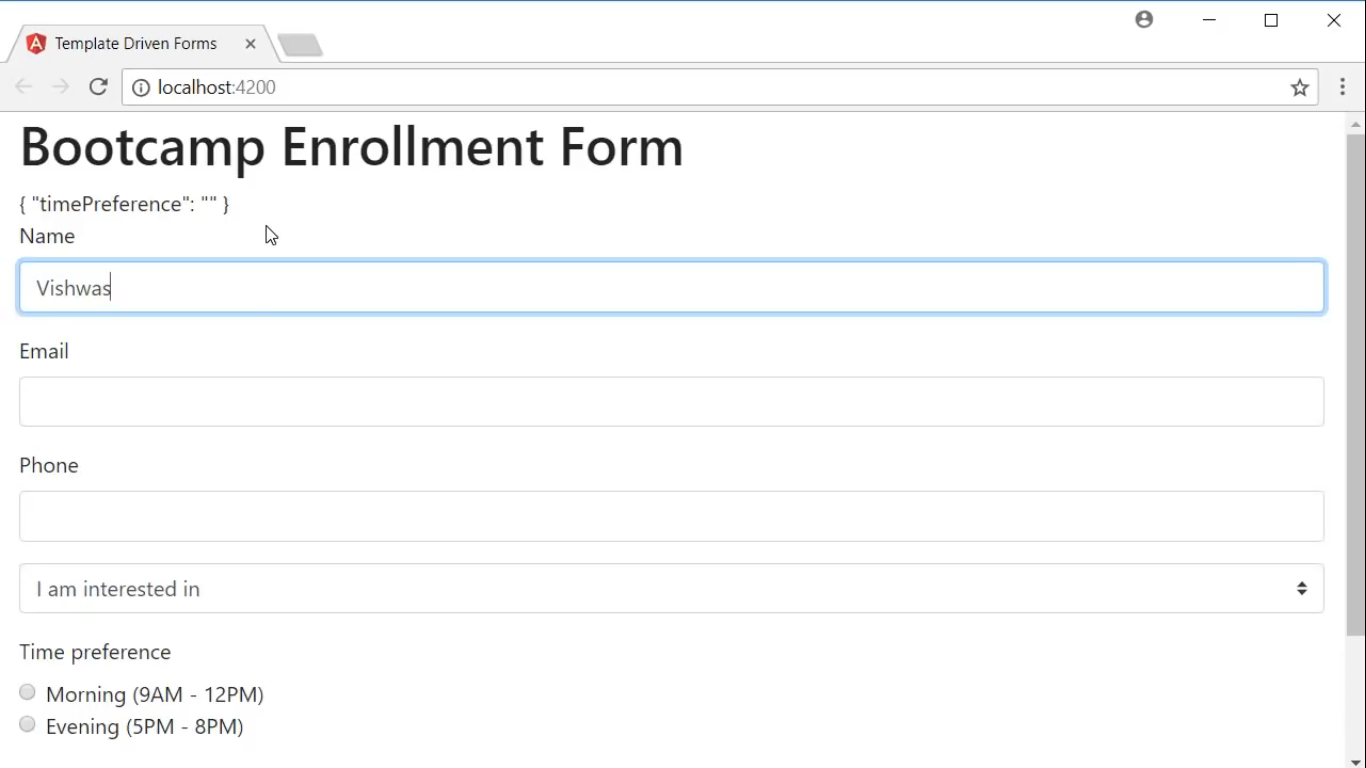 Template Driven Forms
localhost:4200
Bootcamp Enrollment Form
{ "timePreference": "" }
Name
Vishwas
Email
Phone
I am interested in
Time preference
Morning (9AM - 12PM)
Evening (5PM - 8PM)